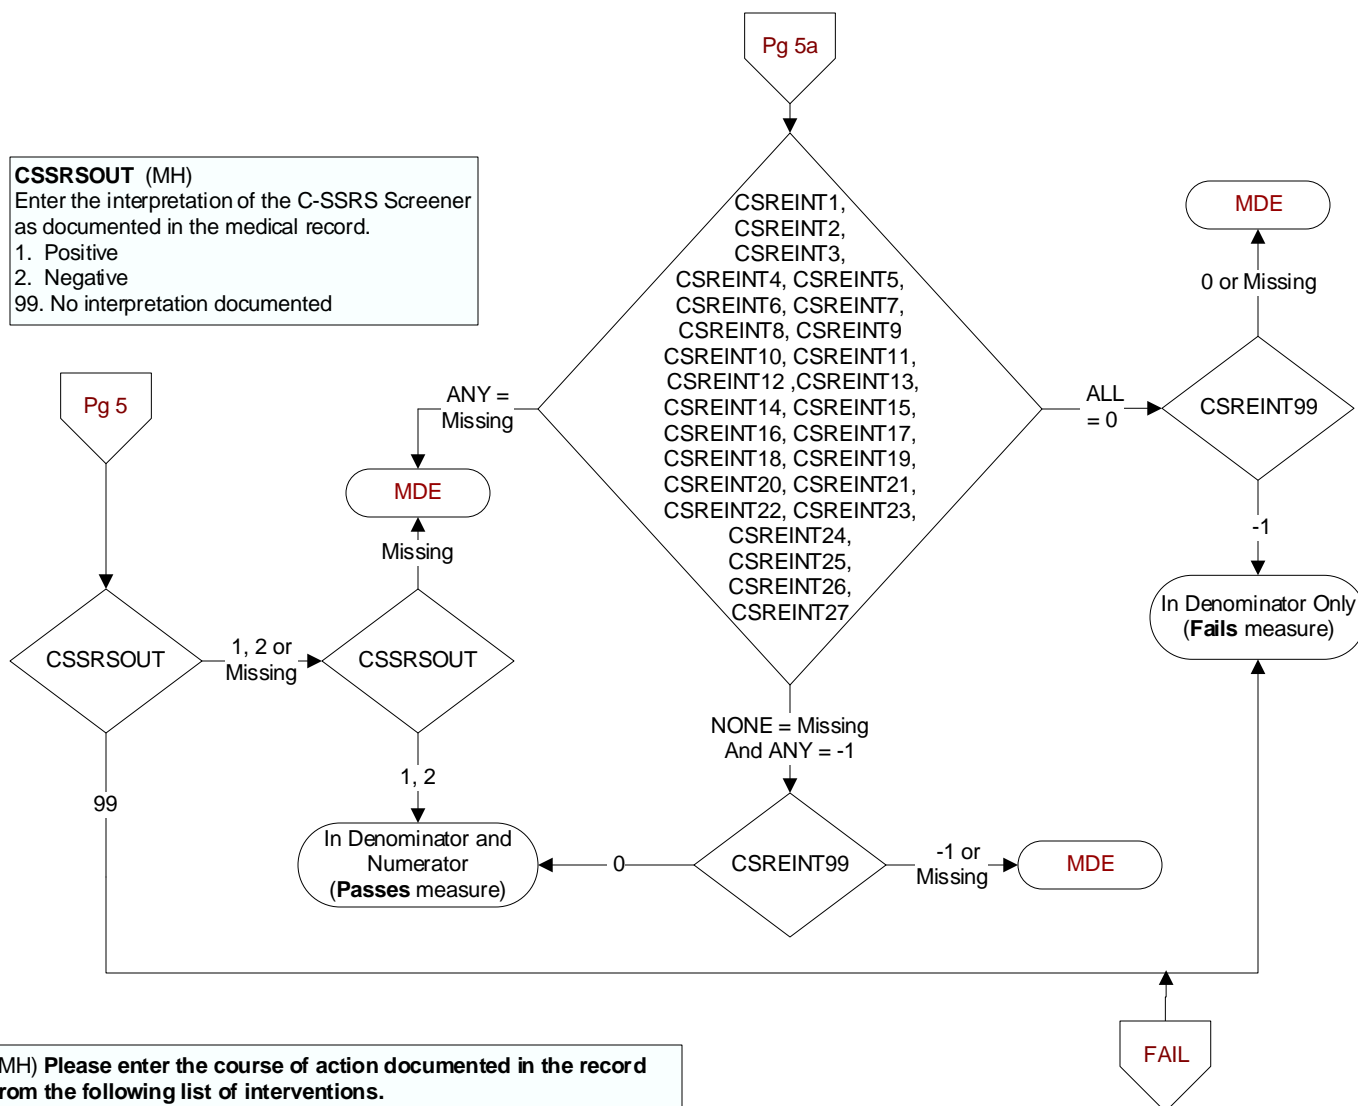 Pg 5a
CSSRSOUT (MH)
Enter the interpretation of the C-SSRS Screener
as documented in the medical record.
1. Positive
2. Negative
99. No interpretation documented
CSREINT1,
CSREINT2,
CSREINT3,
CSREINT4, CSREINT5,
CSREINT6, CSREINT7,
CSREINT8, CSREINT9
CSREINT10, CSREINT11,
CSREINT12 ,CSREINT13,
CSREINT14, CSREINT15,
CSREINT16, CSREINT17,
CSREINT18, CSREINT19,
CSREINT20, CSREINT21,
CSREINT22, CSREINT23,
CSREINT24,
CSREINT25,
CSREINT26,
CSREINT27
MDE
0 or Missing
CSREINT99
ALL
= 0
-1
In Denominator Only
(Fails measure)
Pg 5
ANY =
Missing
MDE
Missing
CSSRSOUT
1, 2 or
Missing
CSSRSOUT
1, 2
99
In Denominator and
Numerator
(Passes measure)
NONE = Missing
And ANY = -1
0
CSREINT99
-1 or
Missing
MDE
FAIL
MH) Please enter the course of action documented in the record
rom the following list of interventions.